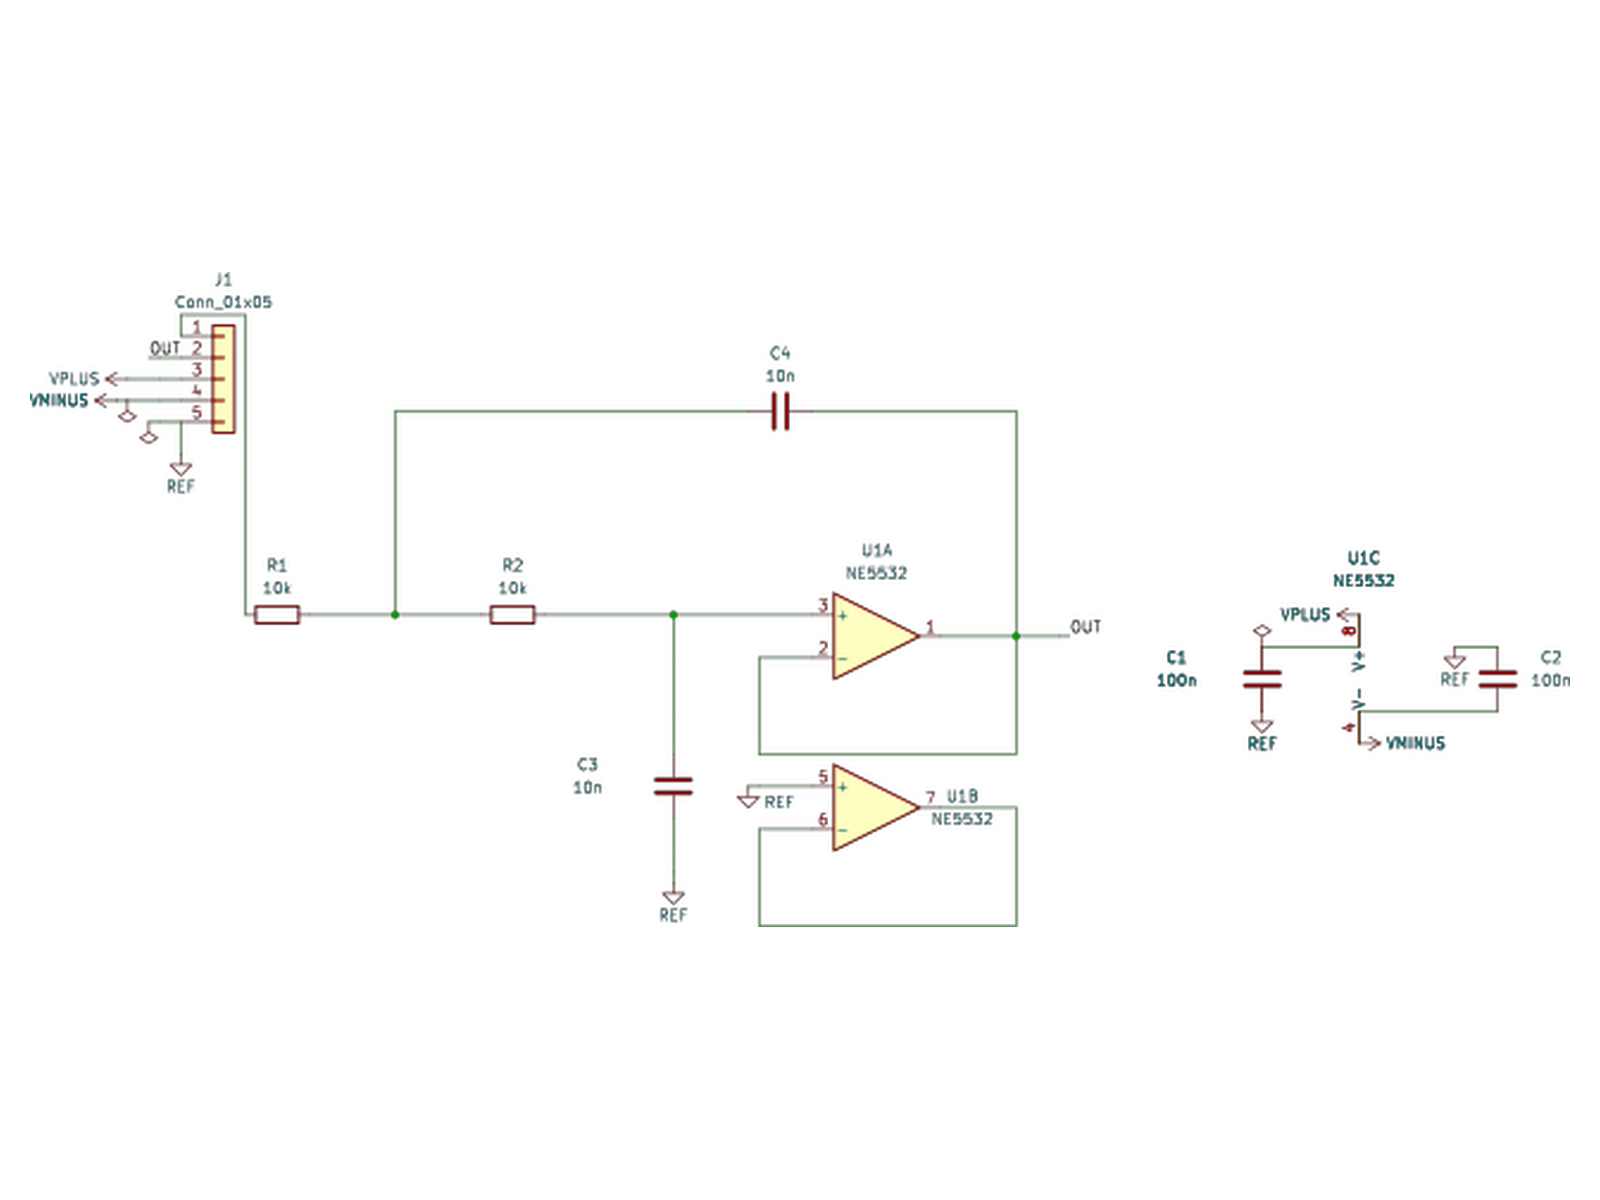 J1
Conn_01x05
1
OUT 2
VPLUS 3
VMINUS 4
5
REF
C4
10n
R1
10k
R2
10k
U1A
NE5532
3
+
1
OUT
2
-
C3
10n
REF
5
+
REF
7 U1B
NE5532
6
-
U1C
NE5532
VPLUS
8
V+
C1
100n
REF
V-
4
VMINUS
REF
C2
100n